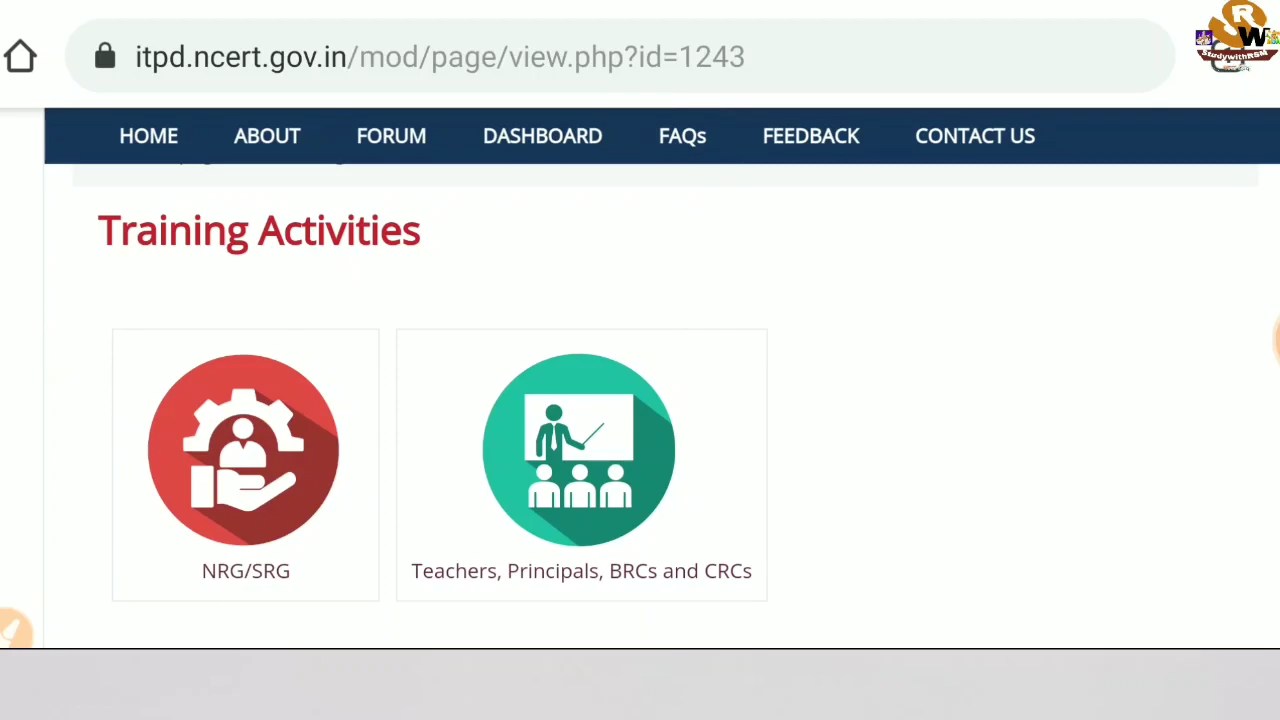 itpd.ncert.gov.in/mod/page/view.php?id=1243
R
W
StudywithRSM
HOME ABOUT FORUM DASHBOARD FAQs FEEDBACK CONTACT US
Training Activities
NRG/SRG
Teachers, Principals, BRCs and CRCs